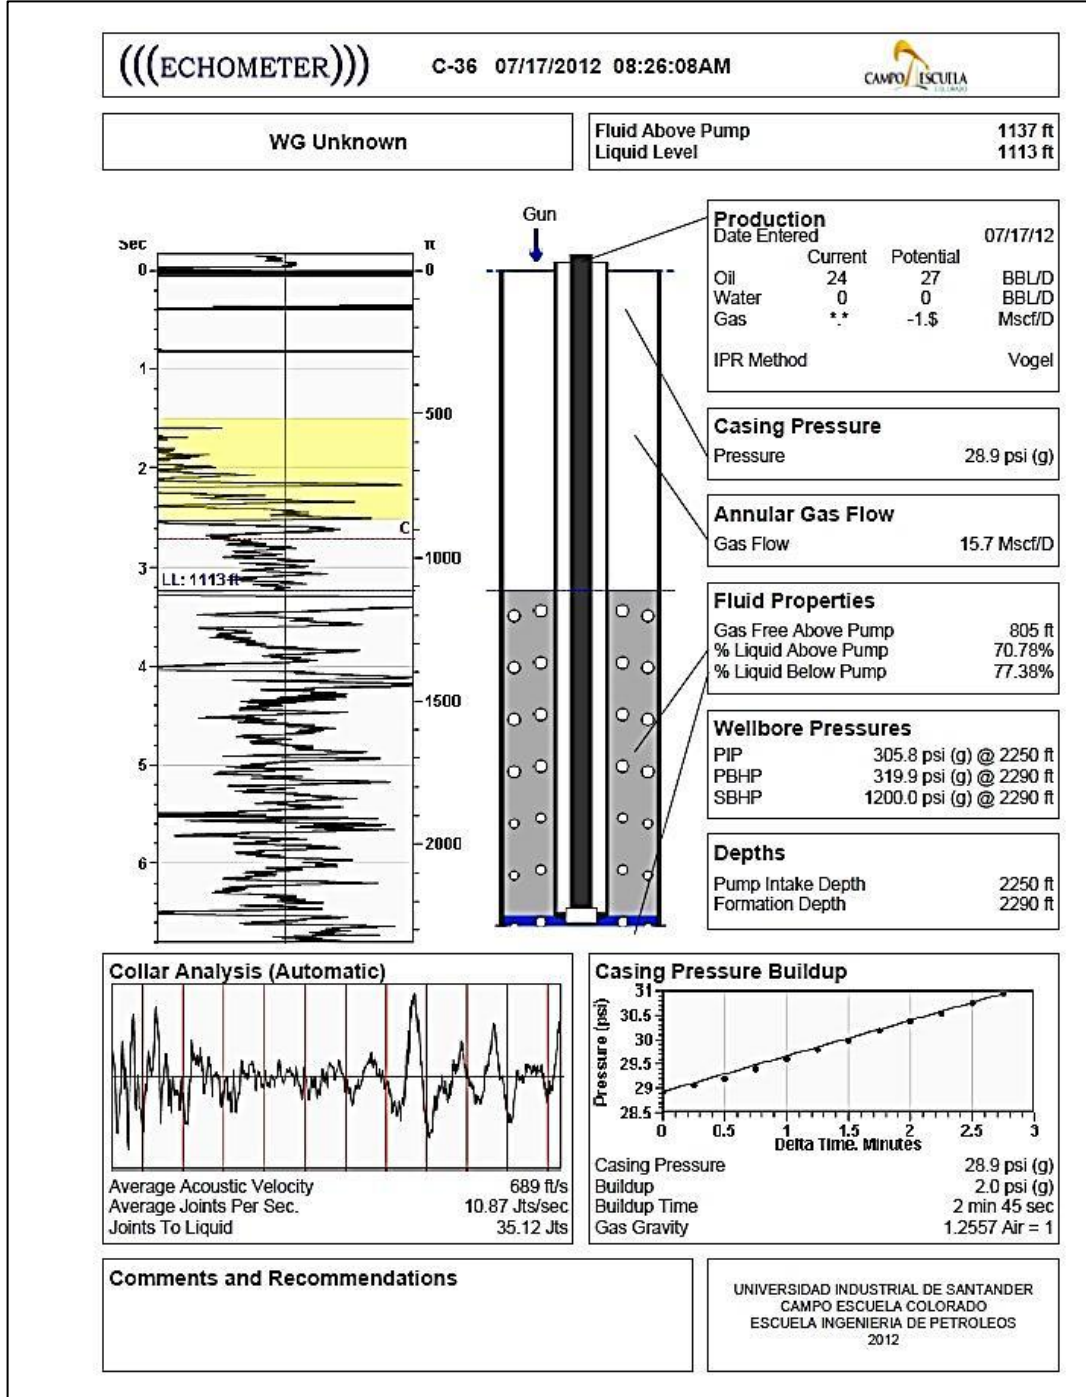 (((ECHOMETER))) C-36 07/17/2012 08:26:08AM CAMPO ESCUELA COLORADO
WG Unknown
Fluid Above Pump 1137 ft
Liquid Level 1113 ft
Sec ft
0 0
1
500
2
C
1000
3
LL: 1113 ft
4
1500
5
2000
6
Gun
Production
Date Entered 07/17/12
Current Potential
Oil 24 27 BBL/D
Water 0 0 BBL/D
Gas *.* -1.$ Mscf/D
IPR Method Vogel
Casing Pressure
Pressure 28.9 psi (g)
Annular Gas Flow
Gas Flow 15.7 Mscf/D
Fluid Properties
Gas Free Above Pump 805 ft
% Liquid Above Pump 70.78%
% Liquid Below Pump 77.38%
Wellbore Pressures
PIP 305.8 psi (g) @ 2250 ft
PBHP 319.9 psi (g) @ 2290 ft
SBHP 1200.0 psi (g) @ 2290 ft
Depths
Pump Intake Depth 2250 ft
Formation Depth 2290 ft
Collar Analysis (Automatic)
Average Acoustic Velocity 689 ft/s
Average Joints Per Sec. 10.87 Jts/sec
Joints To Liquid 35.12 Jts
Casing Pressure Buildup
Pressure (psi)
31
30.5
30
29.5
29
28.5
0 0.5 1 1.5 2 2.5 3
Delta Time. Minutes
Casing Pressure 28.9 psi (g)
Buildup 2.0 psi (g)
Buildup Time 2 min 45 sec
Gas Gravity 1.2557 Air = 1
Comments and Recommendations
UNIVERSIDAD INDUSTRIAL DE SANTANDER
CAMPO ESCUELA COLORADO
ESCUELA INGENIERIA DE PETROLEOS
2012